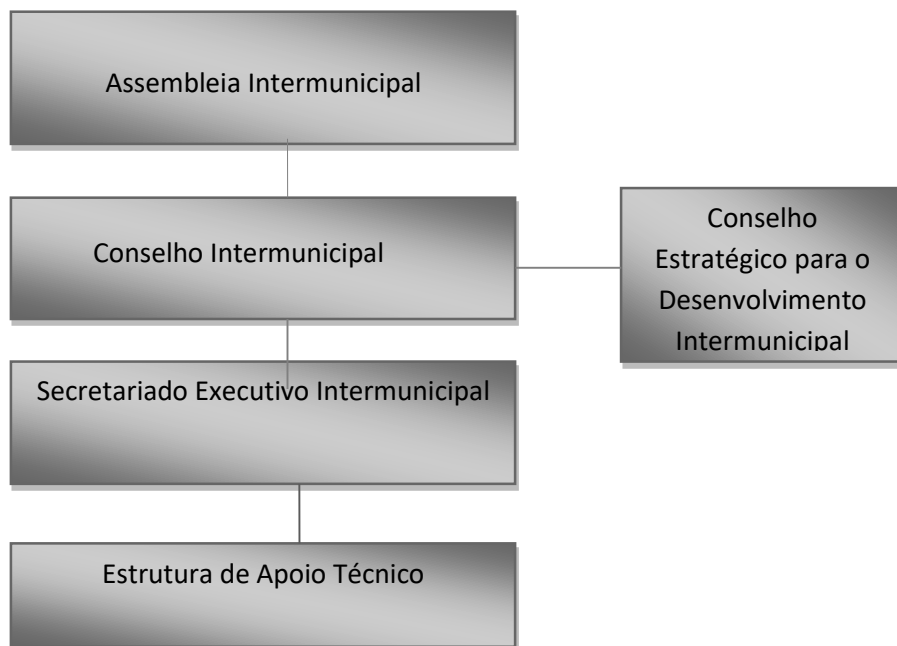 Assembleia Intermunicipal
Conselho Intermunicipal
Conselho
Estratégico para o
Desenvolvimento
Intermunicipal
Secretariado Executivo Intermunicipal
Estrutura de Apoio Técnico